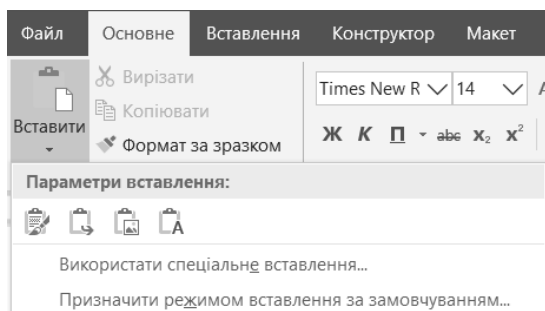 Файл Основне Вставлення Конструктор Макет
Вирізати
Копіювати
Вставити
Формат за зразком
Times New R 14
Ж К П abc x₂ x²
Параметри вставлення:
Використати спеціальне вставлення...
Призначити режимом вставлення за замовчуванням...